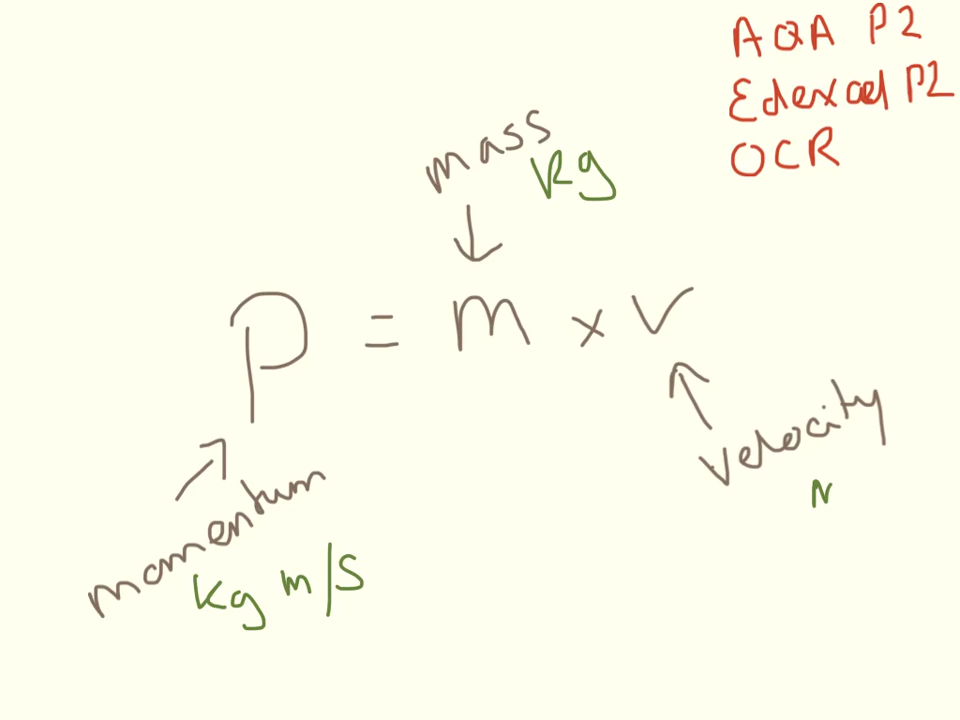 AQA P2
Edexcel P2
OCR
mass
kg
p = m × v
velocity
N
momentum
kg m/s